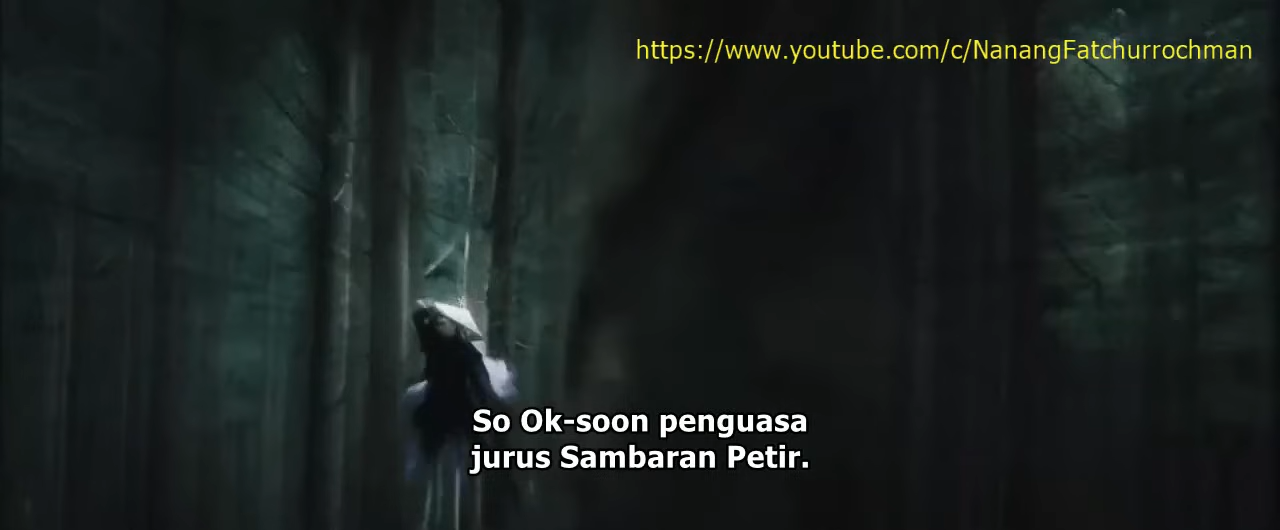 https://www.youtube.com/c/NanangFatchurrochman
So Ok-soon penguasa
jurus Sambaran Petir.